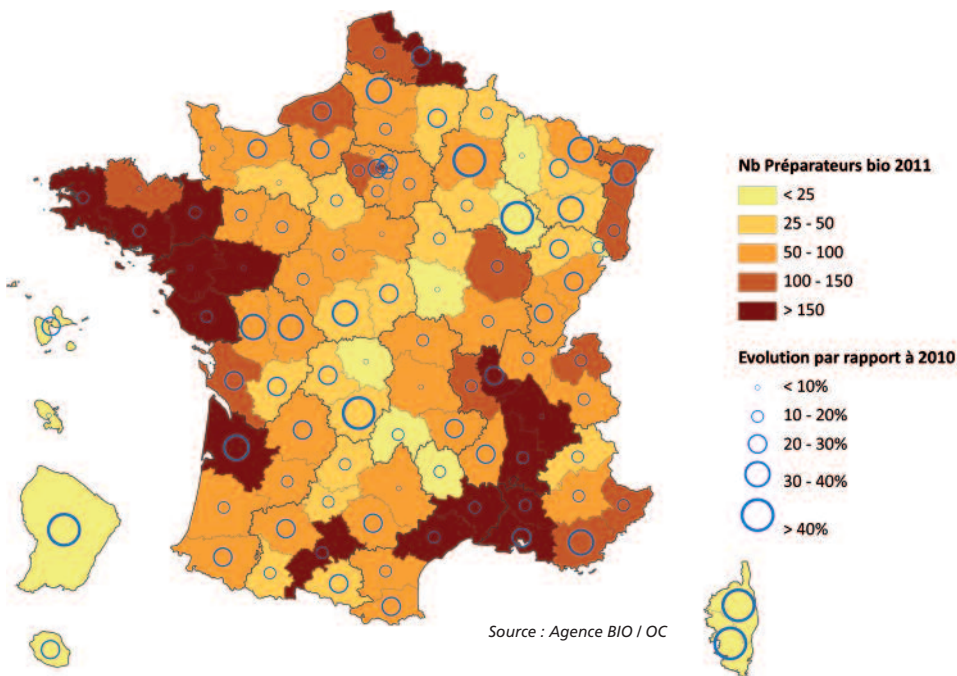 Nb Préparateurs bio 2011
< 25
25 - 50
50 - 100
100 - 150
> 150
Evolution par rapport à 2010
< 10%
10 - 20%
20 - 30%
30 - 40%
> 40%
Source : Agence BIO / OC